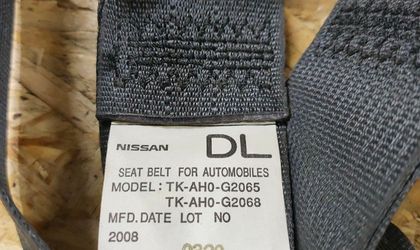 NISSAN DL
SEAT BELT FOR AUTOMOBILES
MODEL: TK-AH0-G2065
TK-AH0-G2068
MFD.DATE LOT NO
2008